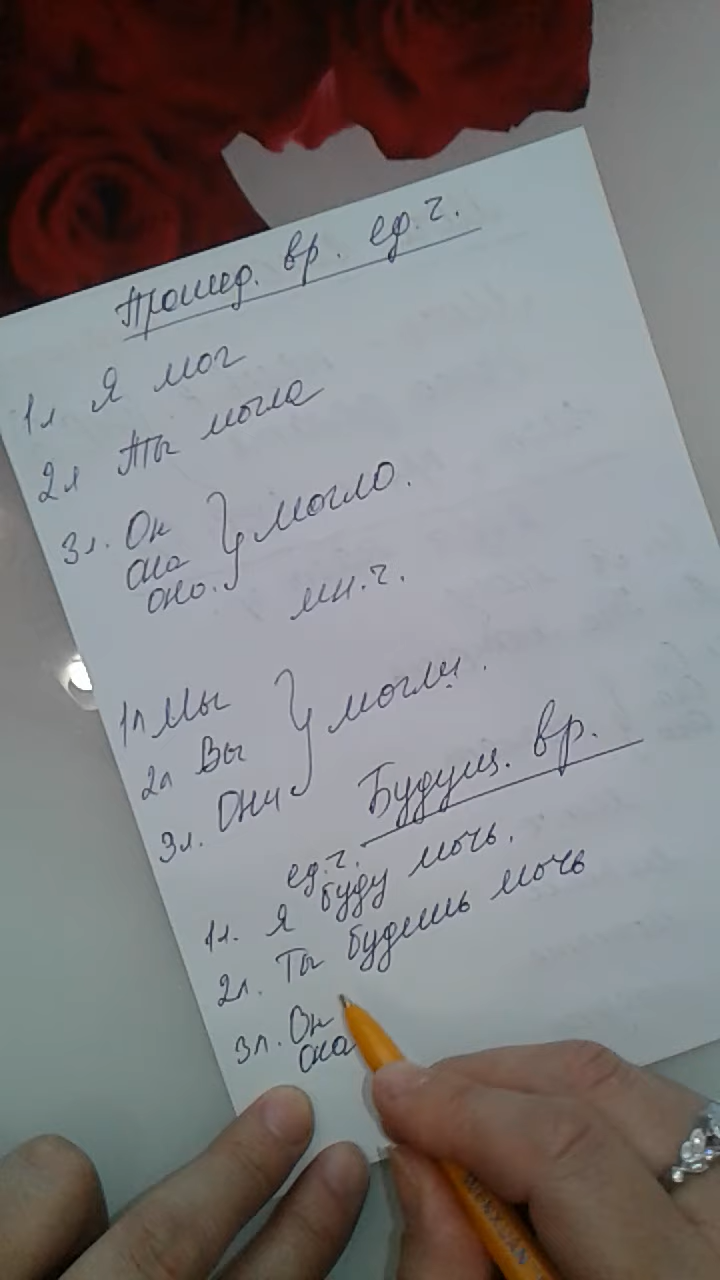 Прошед. вр. ед.ч.
1л Я мог
2л Ты могла
3л. Он
она
оно. } могло.
мн.ч.
1л Мы
2л Вы } могли.
3л. Они
Будущ. вр.
ед.ч.
1л. Я буду мочь.
2л. Ты будешь мочь
3л. Он
она